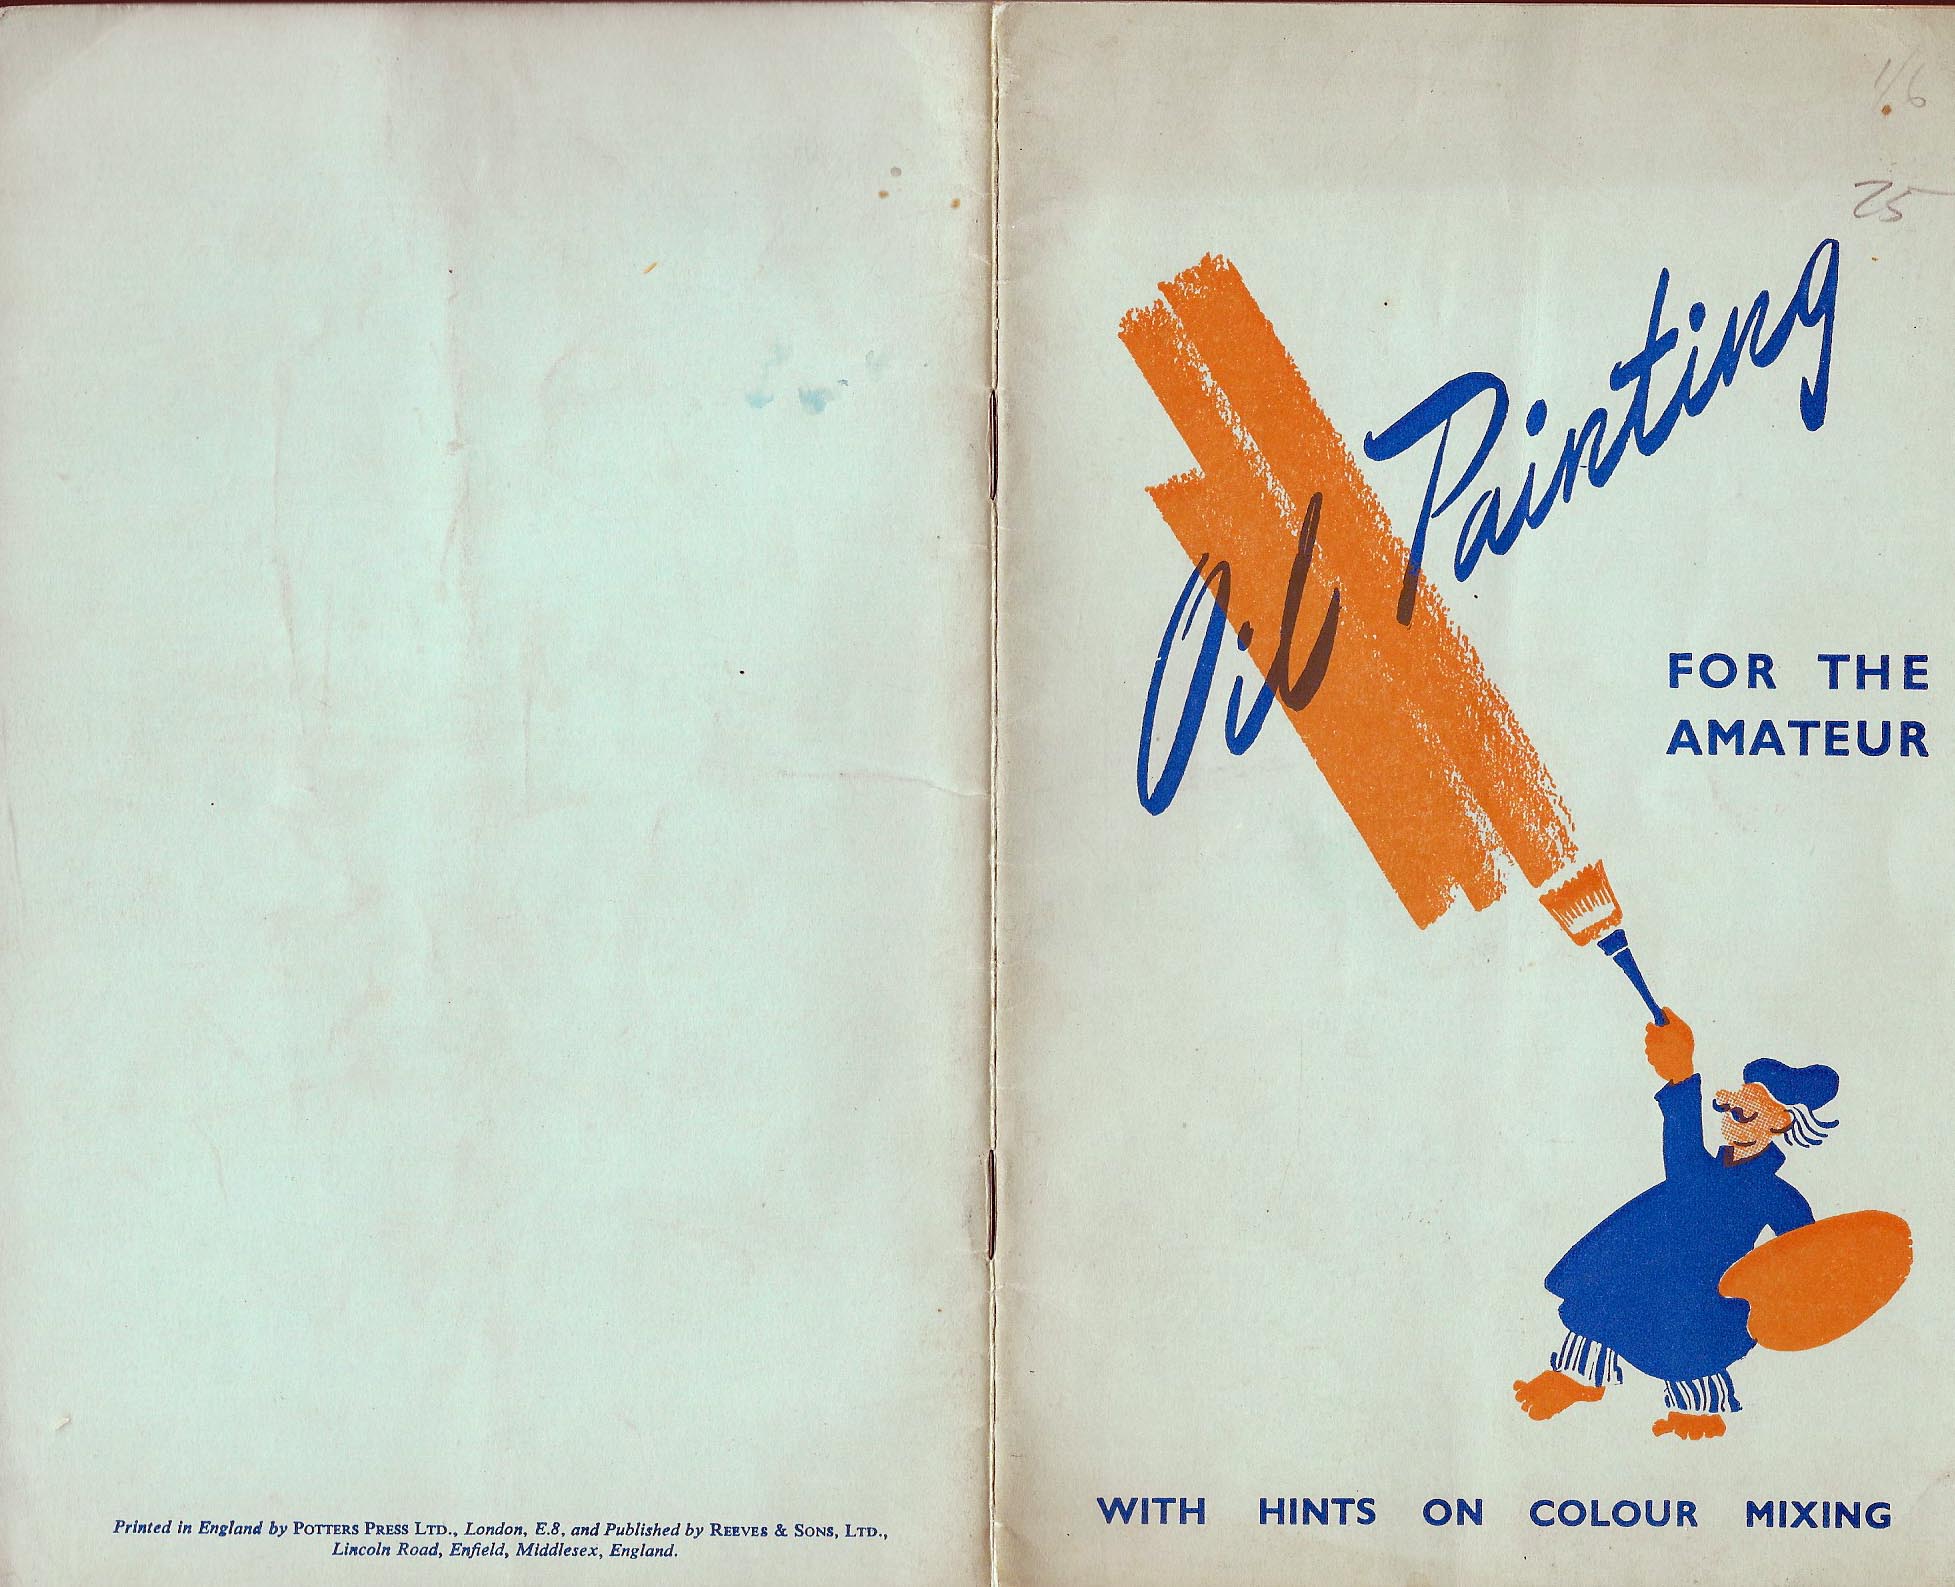 Printed in England by POTTERS PRESS LTD., London, E.8, and Published by REEVES & SONS, LTD.,
Lincoln Road, Enfield, Middlesex, England.
1/6
25
Oil Painting
FOR THE
AMATEUR
WITH HINTS ON COLOUR MIXING